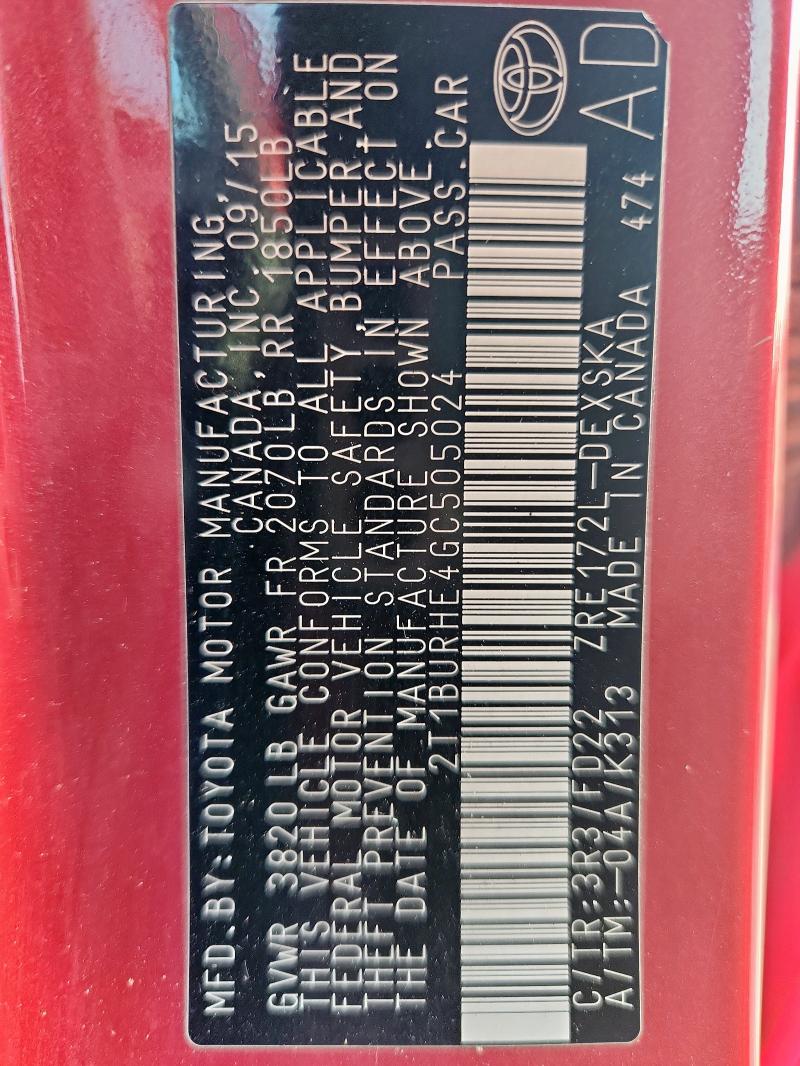 MFD.BY:TOYOTA MOTOR MANUFACTURING,
CANADA, INC. 09/15
GVWR 3820LB GAWR FR 2070LB RR 1850LB
THIS VEHICLE CONFORMS TO ALL APPLICABLE
FEDERAL MOTOR VEHICLE SAFETY, BUMPER, AND
THEFT PREVENTION STANDARDS IN EFFECT ON
THE DATE OF MANUFACTURE SHOWN ABOVE.
2T1BURHE4GC505024 PASS.CAR
C/TR:3R3/FD22 ZRE172L-DEXSKA
A/TM:-04A/K313 MADE IN CANADA 474
AD